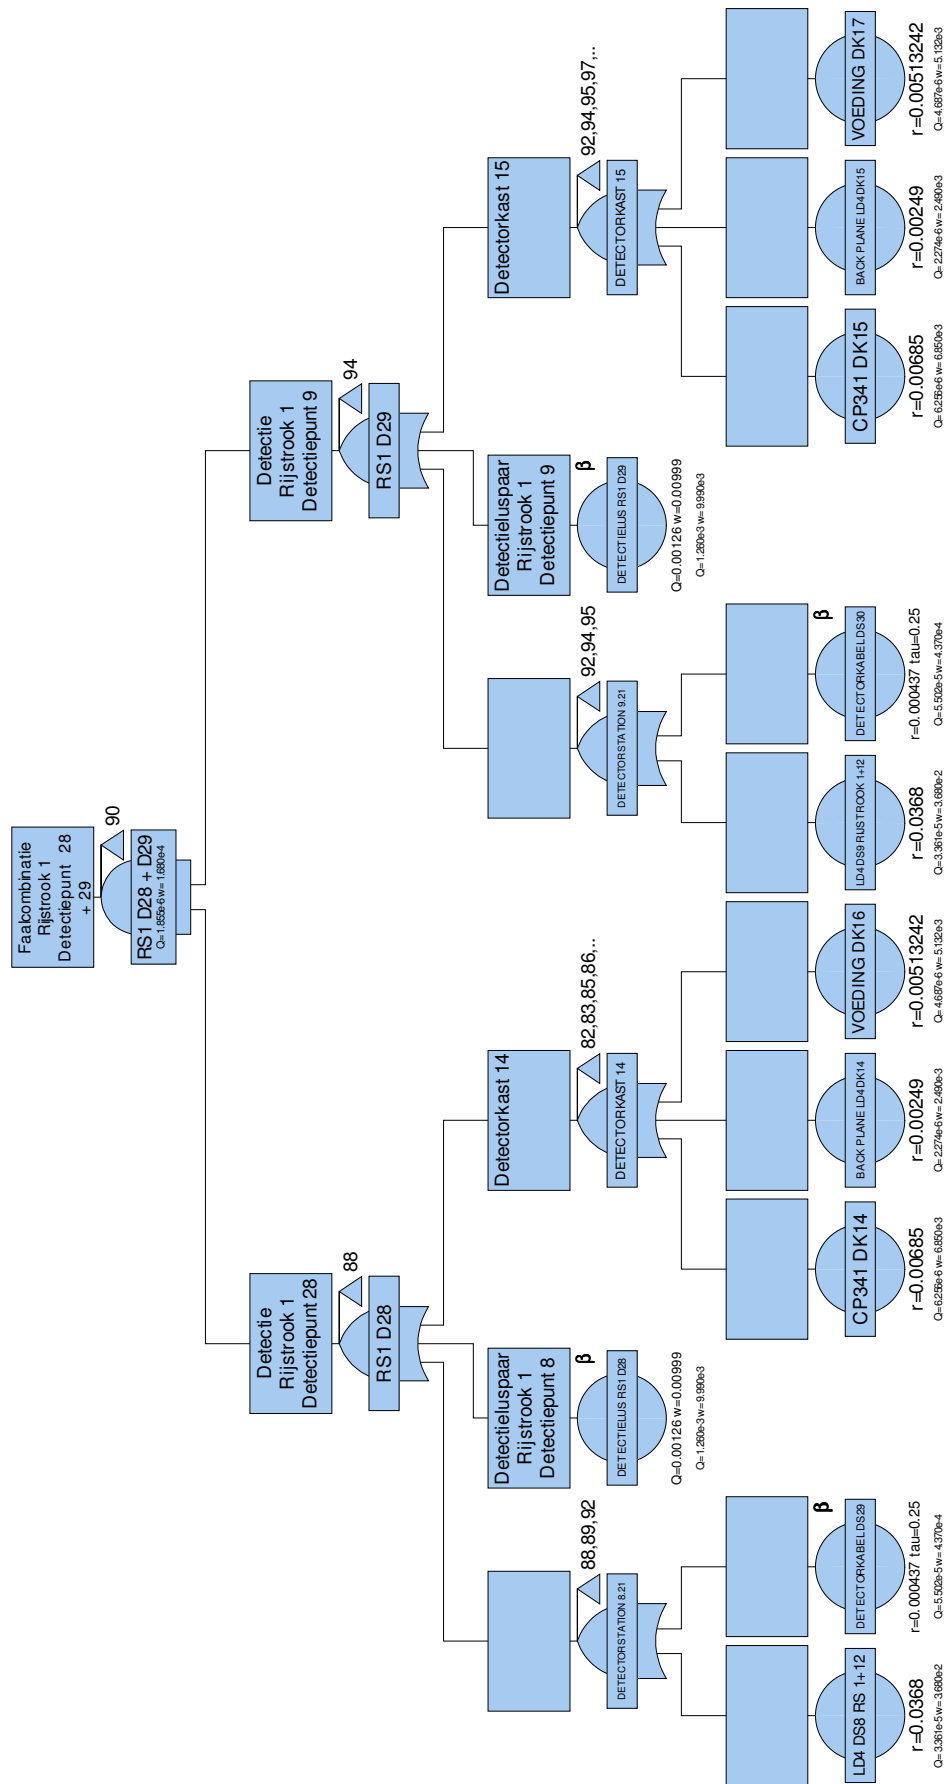 Faalcombinatie
Rijstrook 1
Detectiepunt 28
+ 29
90
RS1 D28 + D29
Q=1.855e-6 w=1.680e-4
Detectie
Rijstrook 1
Detectiepunt 28
88
RS1 D28
Detectie
Rijstrook 1
Detectiepunt 9
94
RS1 D29
88,89,92
DETECTORSTATION 8.21
Detectieluspaar
Rijstrook 1
Detectiepunt 8
β
DETECTIELUS RS1 D28
Q=0.00126 w=0.00999
Q=1.260e-3 w=9.990e-3
Detectorkast 14
82,83,85,86,..
DETECTORKAST 14
92,94,95
DETECTORSTATION 9.21
Detectieluspaar
Rijstrook 1
Detectiepunt 9
β
DETECTIELUS RS1 D29
Q=0.00126 w=0.00999
Q=1.260e-3 w=9.990e-3
Detectorkast 15
92,94,95,97,..
DETECTORKAST 15
LD4 DS8 RS 1+12
r=0.0368
Q=3.361e-5 w=3.680e-2
β
DETECTORKABEL DS29
r=0.000437 tau=0.25
Q=5.502e-5 w=4.370e-4
CP341 DK14
r=0.00685
Q=6.256e-6 w=6.850e-3
BACK PLANE LD4 DK14
r=0.00249
Q=2.274e-6 w=2.490e-3
VOEDING DK16
r=0.00513242
Q=4.687e-6 w=5.132e-3
LD4 DS9 RIJSTROOK 1+12
r=0.0368
Q=3.361e-5 w=3.680e-2
β
DETECTORKABEL DS30
r=0.000437 tau=0.25
Q=5.502e-5 w=4.370e-4
CP341 DK15
r=0.00685
Q=6.256e-6 w=6.850e-3
BACK PLANE LD4 DK15
r=0.00249
Q=2.274e-6 w=2.490e-3
VOEDING DK17
r=0.00513242
Q=4.687e-6 w=5.132e-3